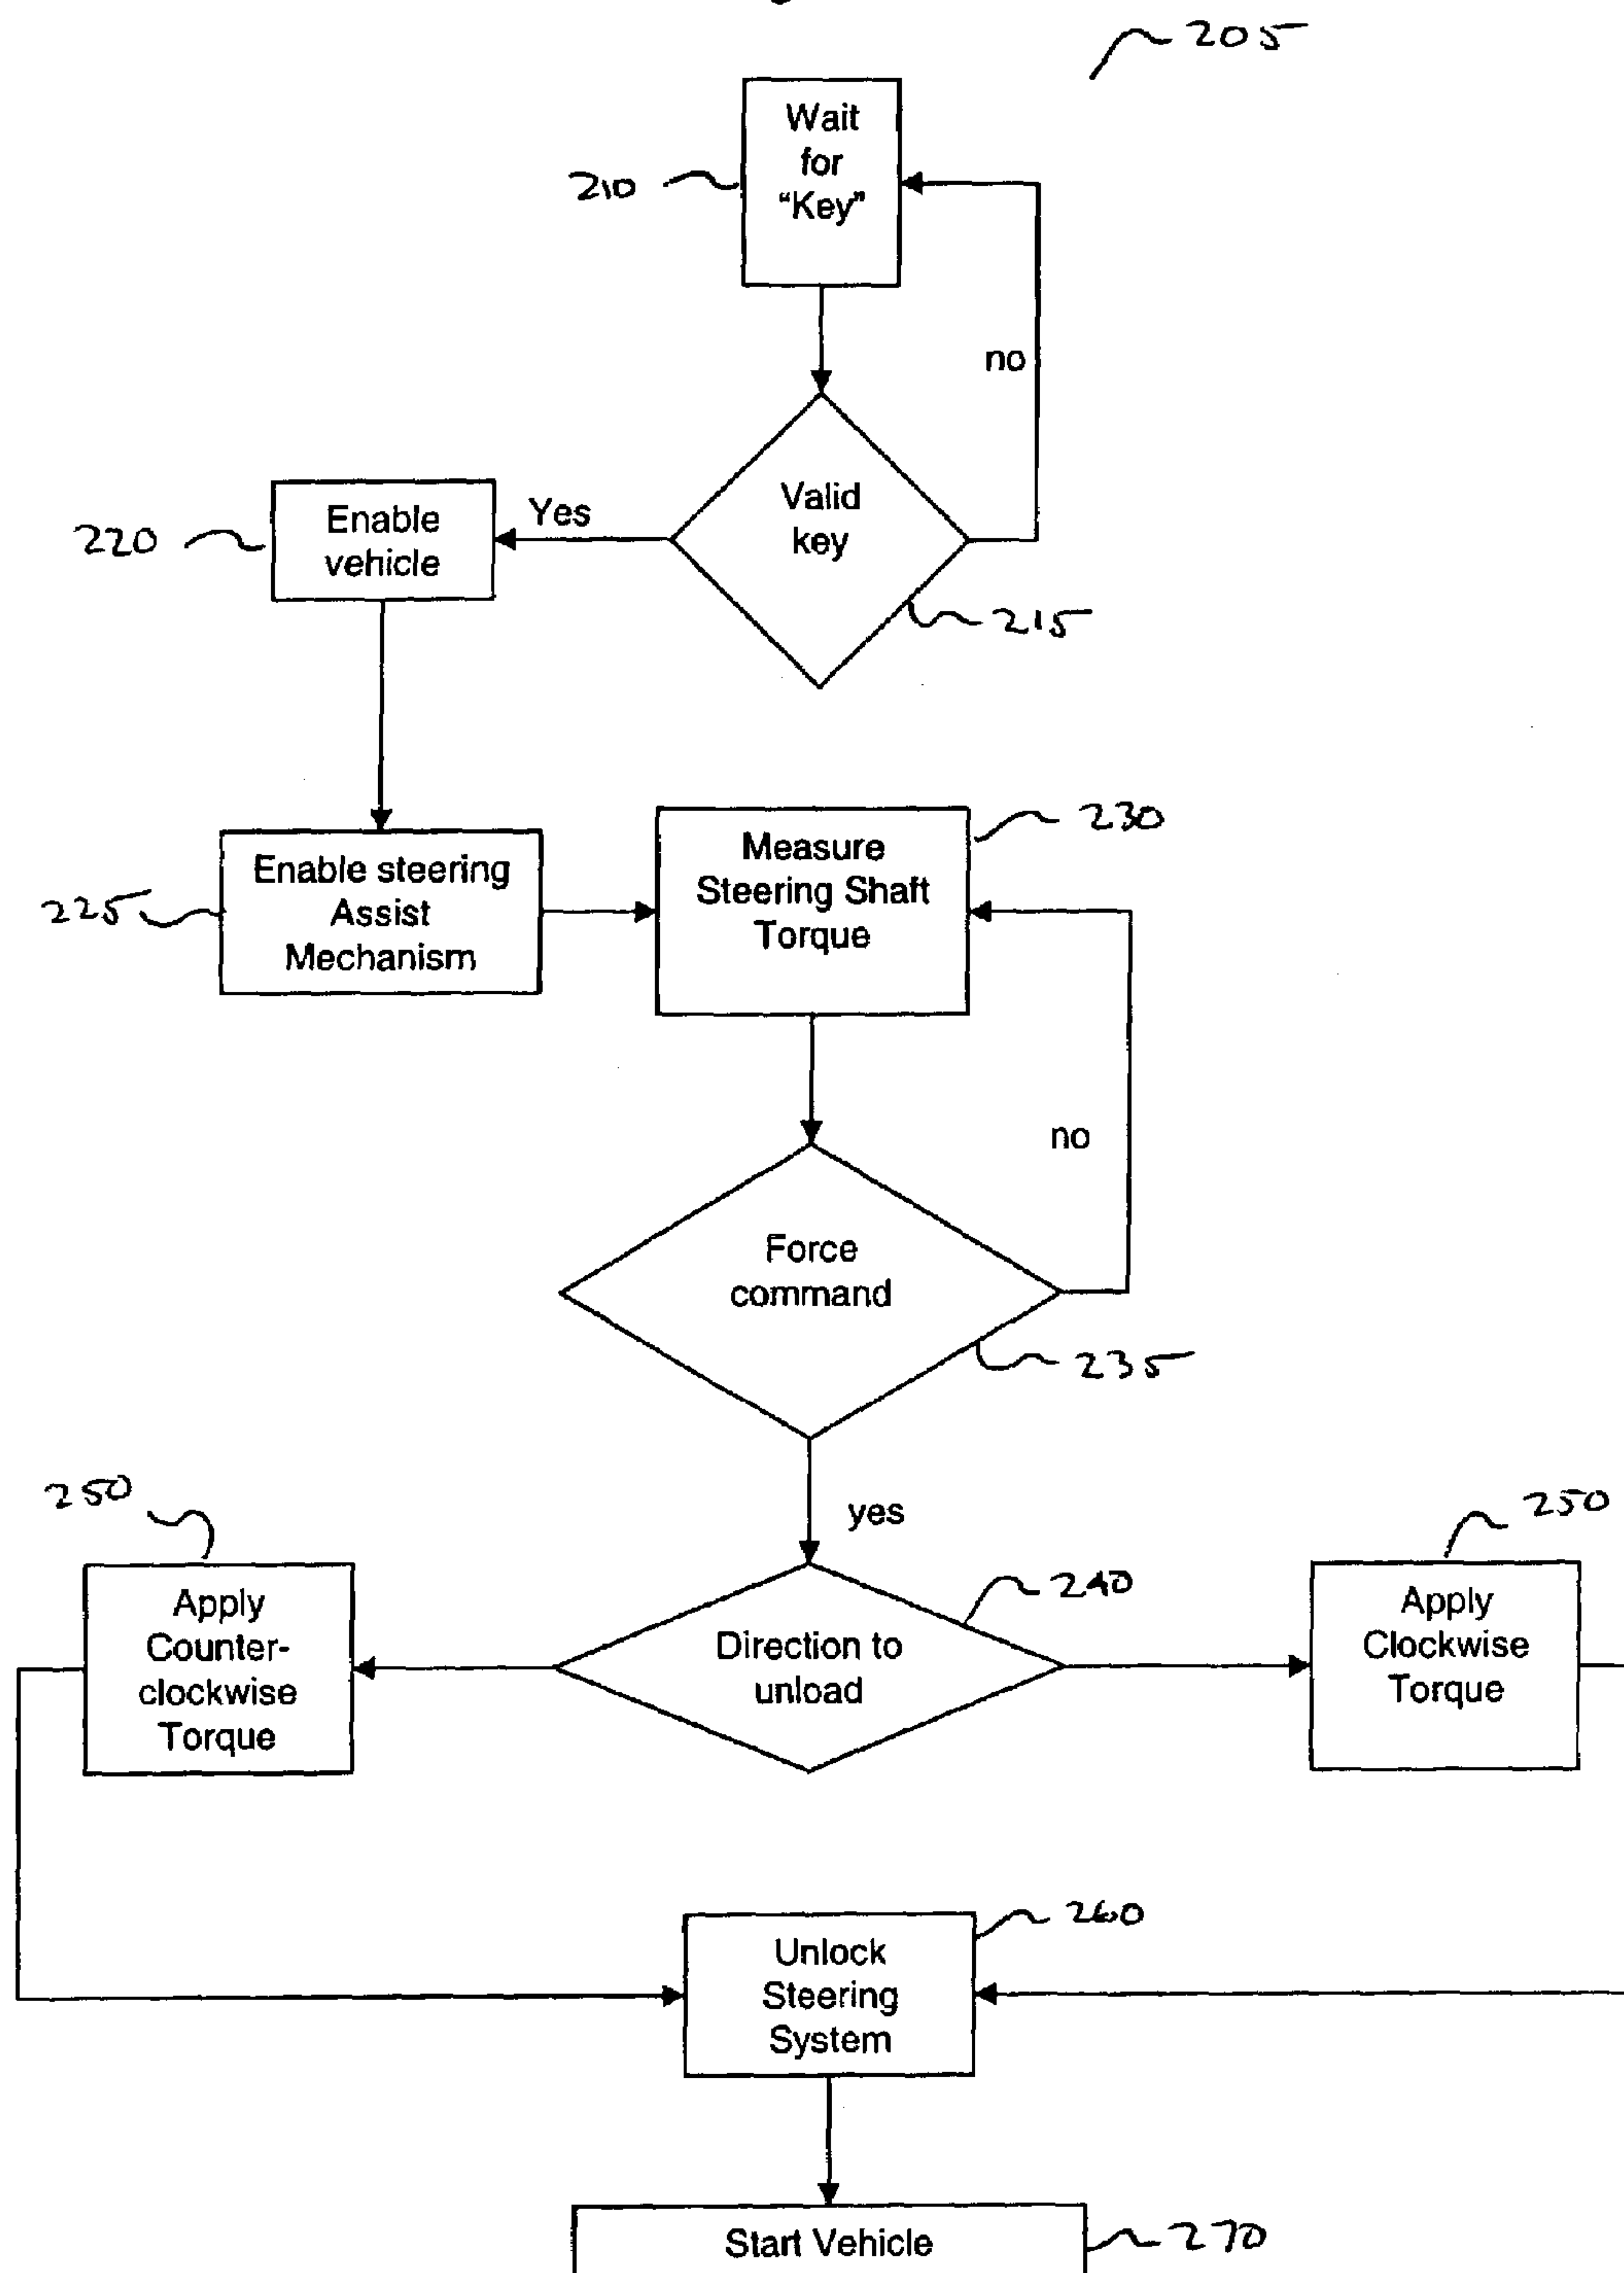 205
Wait
for
"Key"
210
no
Valid
key
Yes
Enable
vehicle
220
215
230
Measure
Steering Shaft
Torque
Enable steering
Assist
Mechanism
225
no
Force
command
235
yes
250
250
240
Apply
Counter-
clockwise
Torque
Direction to
unload
Apply
Clockwise
Torque
260
Unlock
Steering
System
Start Vehicle
270